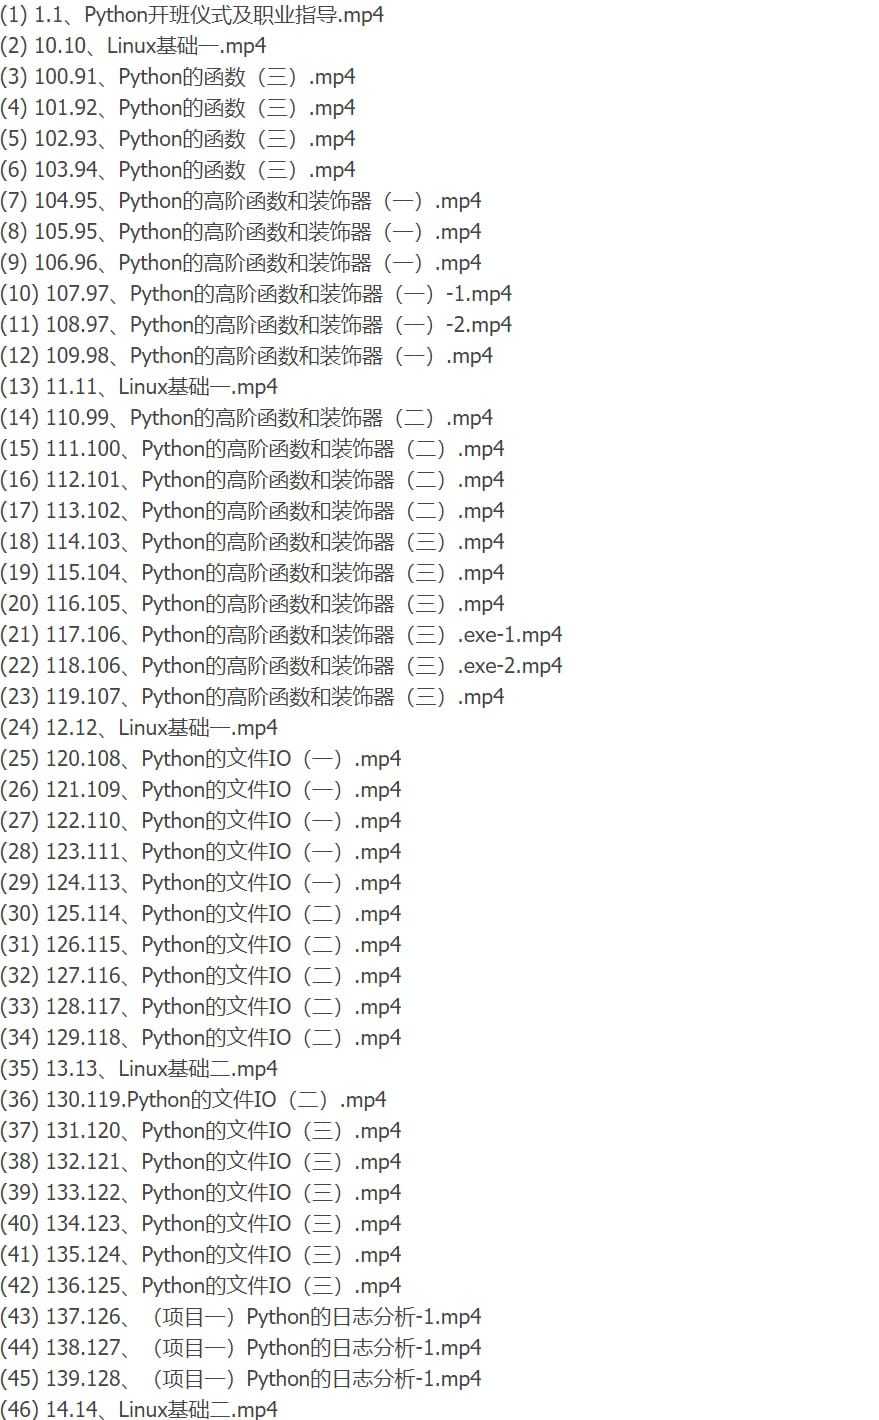 (1) 1.1、Python开班仪式及职业指导.mp4
(2) 10.10、Linux基础一.mp4
(3) 100.91、Python的函数（三）.mp4
(4) 101.92、Python的函数（三）.mp4
(5) 102.93、Python的函数（三）.mp4
(6) 103.94、Python的函数（三）.mp4
(7) 104.95、Python的高阶函数和装饰器（一）.mp4
(8) 105.95、Python的高阶函数和装饰器（一）.mp4
(9) 106.96、Python的高阶函数和装饰器（一）.mp4
(10) 107.97、Python的高阶函数和装饰器（一）-1.mp4
(11) 108.97、Python的高阶函数和装饰器（一）-2.mp4
(12) 109.98、Python的高阶函数和装饰器（一）.mp4
(13) 11.11、Linux基础一.mp4
(14) 110.99、Python的高阶函数和装饰器（二）.mp4
(15) 111.100、Python的高阶函数和装饰器（二）.mp4
(16) 112.101、Python的高阶函数和装饰器（二）.mp4
(17) 113.102、Python的高阶函数和装饰器（二）.mp4
(18) 114.103、Python的高阶函数和装饰器（三）.mp4
(19) 115.104、Python的高阶函数和装饰器（三）.mp4
(20) 116.105、Python的高阶函数和装饰器（三）.mp4
(21) 117.106、Python的高阶函数和装饰器（三）.exe-1.mp4
(22) 118.106、Python的高阶函数和装饰器（三）.exe-2.mp4
(23) 119.107、Python的高阶函数和装饰器（三）.mp4
(24) 12.12、Linux基础一.mp4
(25) 120.108、Python的文件IO（一）.mp4
(26) 121.109、Python的文件IO（一）.mp4
(27) 122.110、Python的文件IO（一）.mp4
(28) 123.111、Python的文件IO（一）.mp4
(29) 124.113、Python的文件IO（一）.mp4
(30) 125.114、Python的文件IO（二）.mp4
(31) 126.115、Python的文件IO（二）.mp4
(32) 127.116、Python的文件IO（二）.mp4
(33) 128.117、Python的文件IO（二）.mp4
(34) 129.118、Python的文件IO（二）.mp4
(35) 13.13、Linux基础二.mp4
(36) 130.119.Python的文件IO（二）.mp4
(37) 131.120、Python的文件IO（三）.mp4
(38) 132.121、Python的文件IO（三）.mp4
(39) 133.122、Python的文件IO（三）.mp4
(40) 134.123、Python的文件IO（三）.mp4
(41) 135.124、Python的文件IO（三）.mp4
(42) 136.125、Python的文件IO（三）.mp4
(43) 137.126、（项目一）Python的日志分析-1.mp4
(44) 138.127、（项目一）Python的日志分析-1.mp4
(45) 139.128、（项目一）Python的日志分析-1.mp4
(46) 14.14、Linux基础二.mp4